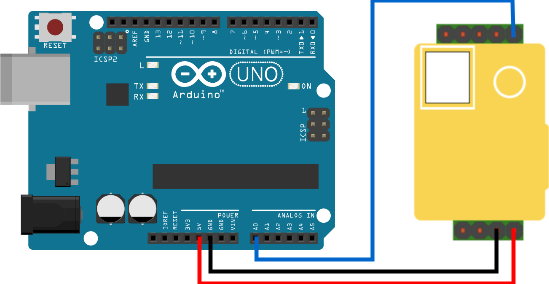 RESET
ICSP2
AREF
GND
13
12
~11
~10
~9
8
7
~6
~5
4
~3
2
TX▶1
RX◀0
DIGITAL (PWM=~)
L
TX
RX
UNO
Arduino™
ON
1
ICSP
IOREF
RESET
3V3
5V
GND
GND
VIN
POWER
A0
A1
A2
A3
A4
A5
ANALOG IN